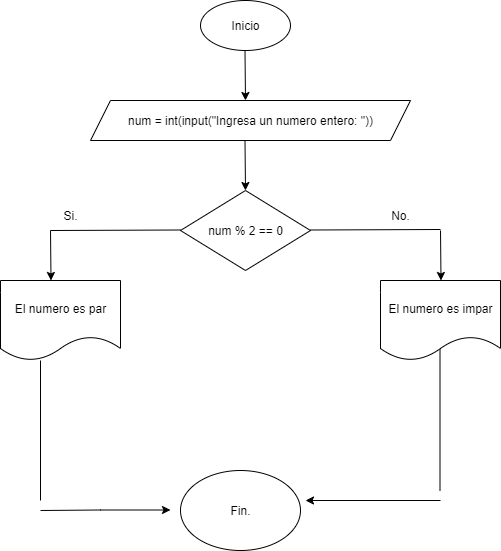 Inicio
num = int(input("Ingresa un numero entero: "))
Si.
No.
num % 2 == 0
El numero es par
El numero es impar
Fin.